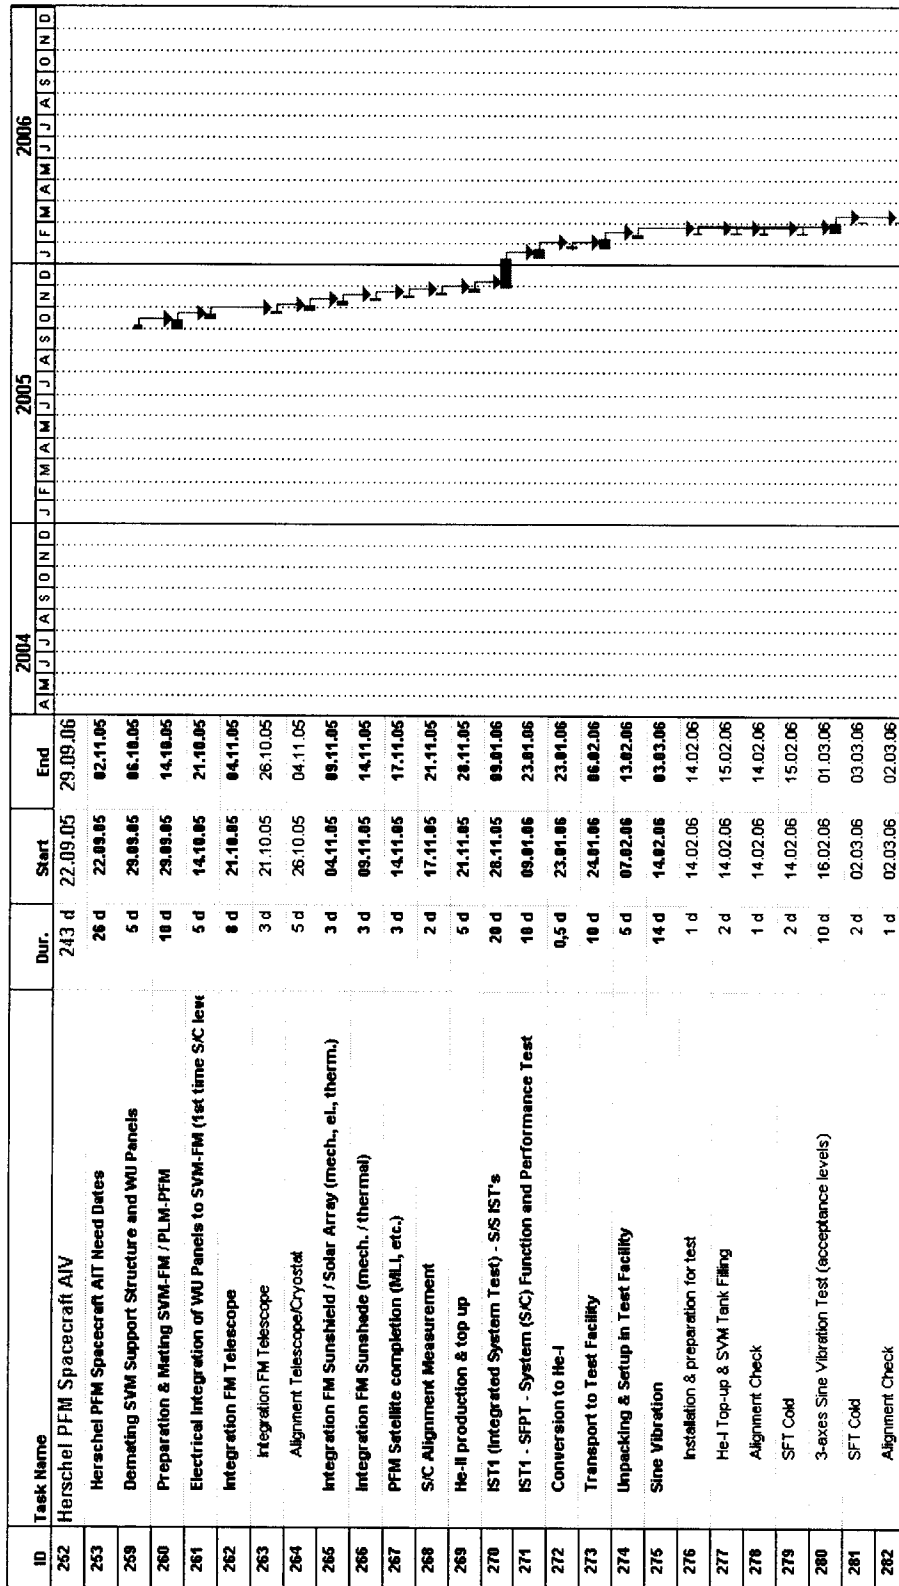 ID Task Name Dur. Start End 2004 2005 2006
A M J J A S O N D J F M A M J J A S O N D J F M A M J J A S O N D
252 Herschel PFM Spacecraft AIV 243 d 22.09.05 29.09.06
253 Herschel PFM Spacecraft AIT Need Dates 26 d 22.09.05 02.11.05
259 Demating SVM Support Structure and WU Panels 5 d 29.09.05 06.10.05
260 Preparation & Mating SVM-FM / PLM-PFM 10 d 29.09.05 14.10.05
261 Electrical Integration of WU Panels to SVM-FM (1st time S/C leve 5 d 14.10.05 21.10.05
262 Integration FM Telescope 8 d 21.10.05 04.11.05
263 Integration FM Telescope 3 d 21.10.05 26.10.05
264 Alignment Telescope/Cryostat 5 d 26.10.05 04.11.05
265 Integration FM Sunshield / Solar Array (mech., el., therm.) 3 d 04.11.05 09.11.05
266 Integration FM Sunshade (mech. / thermal) 3 d 09.11.05 14.11.05
267 PFM Satellite completion (MLI, etc.) 3 d 14.11.05 17.11.05
268 S/C Alignment Measurement 2 d 17.11.05 21.11.05
269 He-II production & top up 5 d 21.11.05 28.11.05
270 IST1 (Integrated System Test) - S/S IST's 20 d 28.11.05 09.01.06
271 IST1 - SFPT - System (S/C) Function and Performance Test 10 d 09.01.06 23.01.06
272 Conversion to He-I 0,5 d 23.01.06 23.01.06
273 Transport to Test Facility 10 d 24.01.06 06.02.06
274 Unpacking & Setup in Test Facility 5 d 07.02.06 13.02.06
275 Sine Vibration 14 d 14.02.06 03.03.06
276 Installation & preparation for test 1 d 14.02.06 14.02.06
277 He-I Top-up & SVM Tank Filling 2 d 14.02.06 15.02.06
278 Alignment Check 1 d 14.02.06 14.02.06
279 SFT Cold 2 d 14.02.06 15.02.06
280 3-axes Sine Vibration Test (acceptance levels) 10 d 16.02.06 01.03.06
281 SFT Cold 2 d 02.03.06 03.03.06
282 Alignment Check 1 d 02.03.06 02.03.06